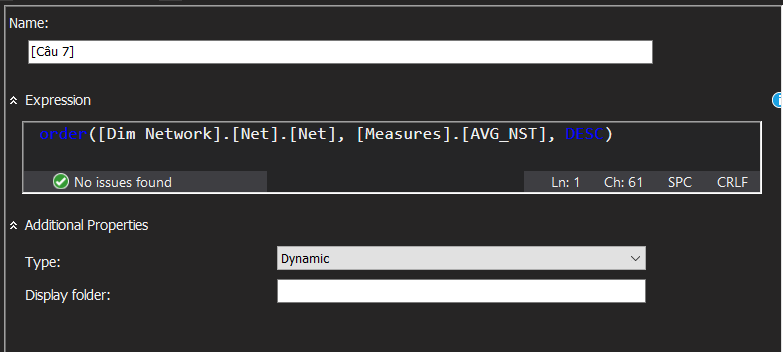 Name:
[Câu 7]
Expression
order([Dim Network].[Net].[Net], [Measures].[AVG_NST], DESC)
No issues found
Ln: 1 Ch: 61 SPC CRLF
Additional Properties
Type:
Dynamic
Display folder: